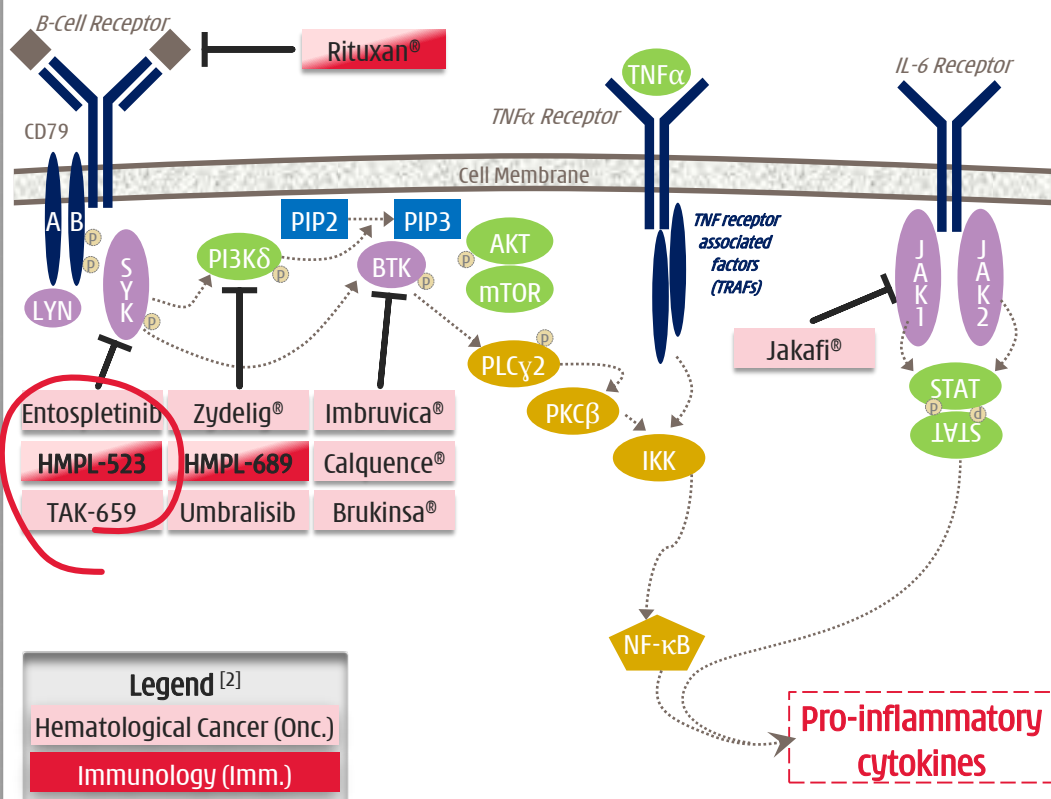 B-Cell Receptor
Rituxan®
TNFα
IL-6 Receptor
TNFα Receptor
CD79
Cell Membrane
A B
P
P
LYN
SYK
P
PI3Kδ
P
PIP2
PIP3
BTK
P
AKT
P
mTOR
TNF receptor
associated
factors
(TRAFs)
JAK1
JAK2
Jakafi®
P
PLCγ2
PKCβ
IKK
STAT
P P
STAT
Entospletinib
Zydelig®
Imbruvica®
HMPL-523
HMPL-689
Calquence®
TAK-659
Umbralisib
Brukinsa®
NF-κB
Legend [2]
Hematological Cancer (Onc.)
Immunology (Imm.)
Pro-inflammatory
cytokines